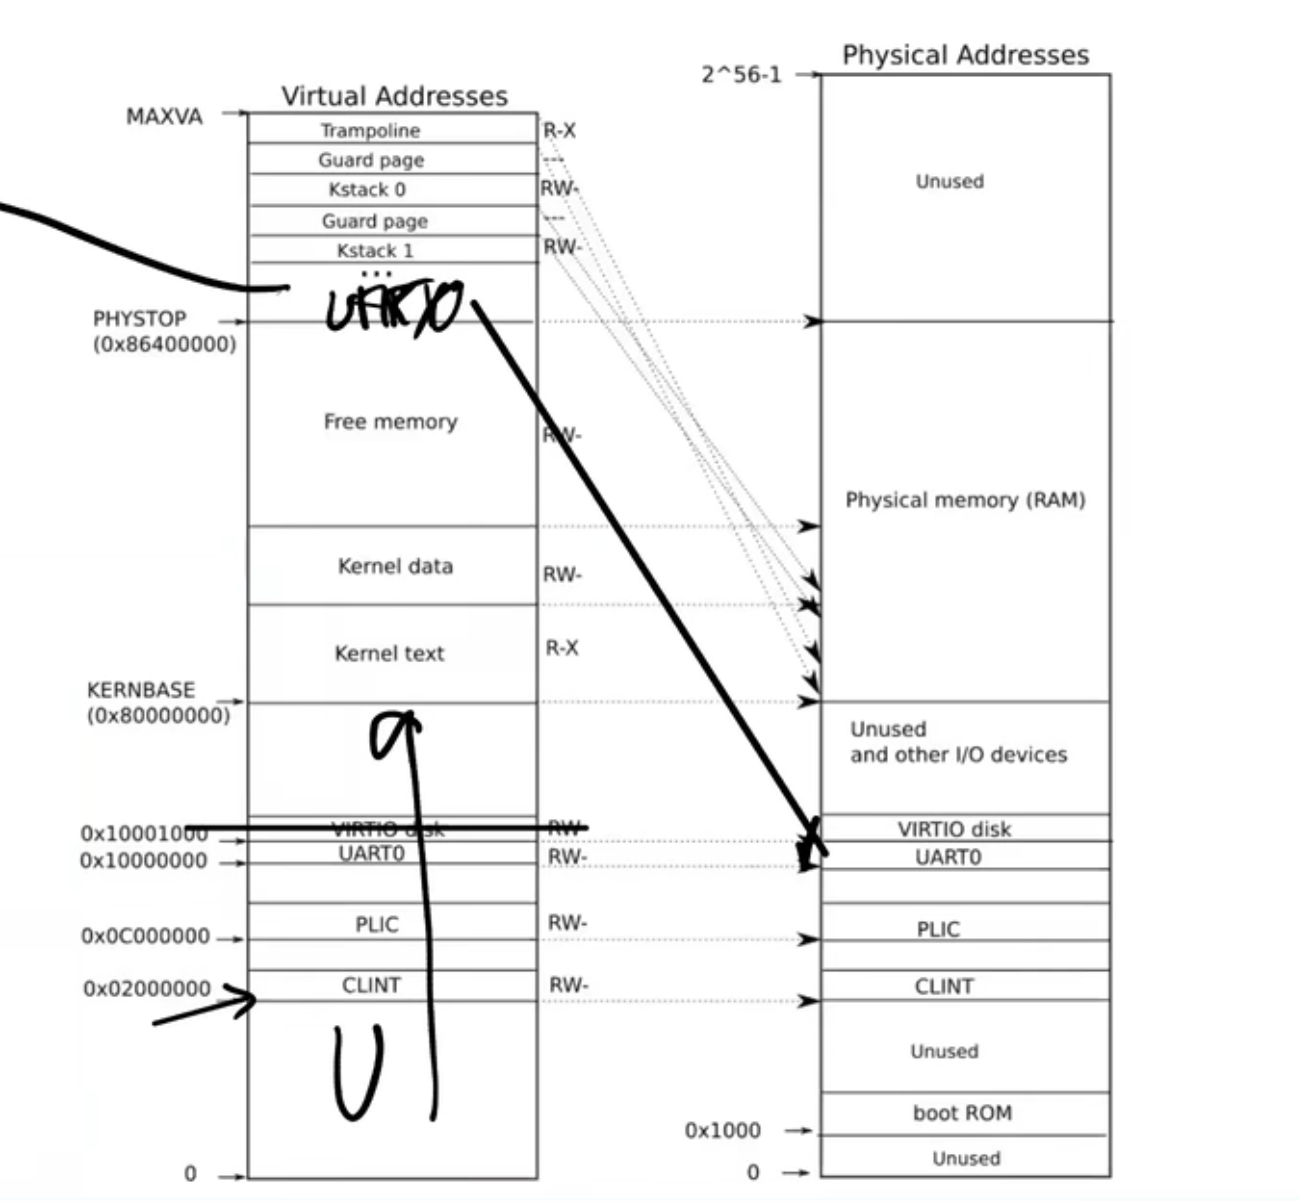 Physical Addresses
2^56-1
Virtual Addresses
MAXVA
Trampoline
R-X
Guard page
---
Unused
Kstack 0
RW-
Guard page
---
Kstack 1
RW-
...
UART0
PHYSTOP
(0x86400000)
Free memory
RW-
Physical memory (RAM)
Kernel data
RW-
Kernel text
R-X
KERNBASE
(0x80000000)
Unused
and other I/O devices
0x10001000
VIRTIO disk
RW-
VIRTIO disk
0x10000000
UART0
RW-
UART0
0x0C000000
PLIC
RW-
PLIC
0x02000000
CLINT
RW-
CLINT
U
Unused
boot ROM
0x1000
Unused
0
0